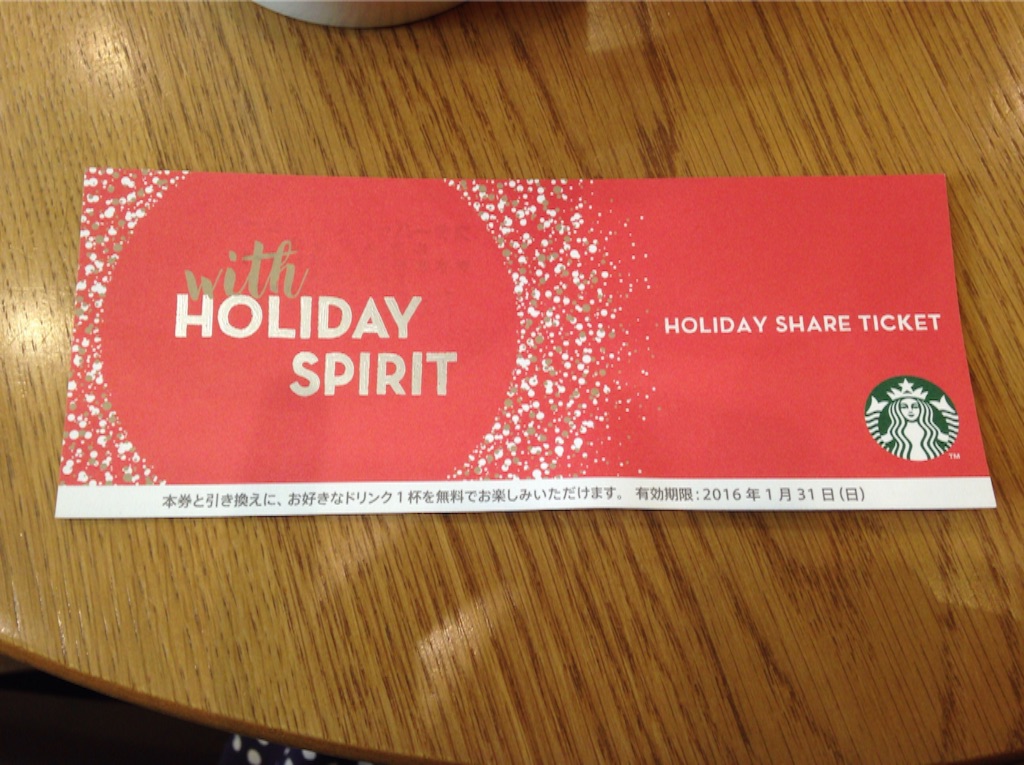 with
HOLIDAY
SPIRIT
HOLIDAY SHARE TICKET
TM
本券と引き換えに、お好きなドリンク1杯を無料でお楽しみいただけます。 有効期限:2016年1月31日(日)